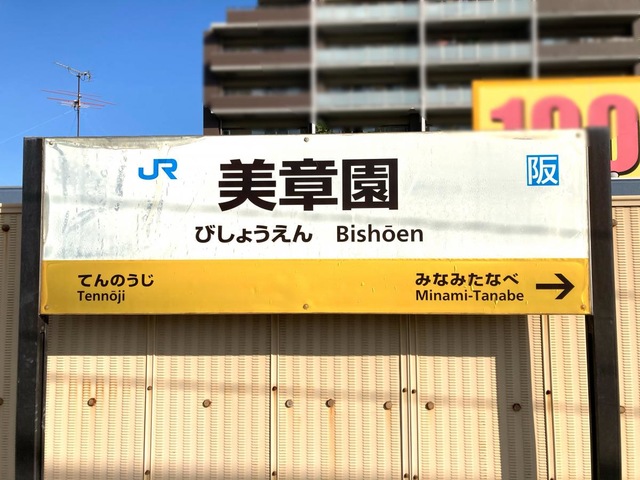 100
JR
美章園
阪
びしょうえん Bishōen
てんのうじ
Tennōji
みなみたなべ
Minami-Tanabe